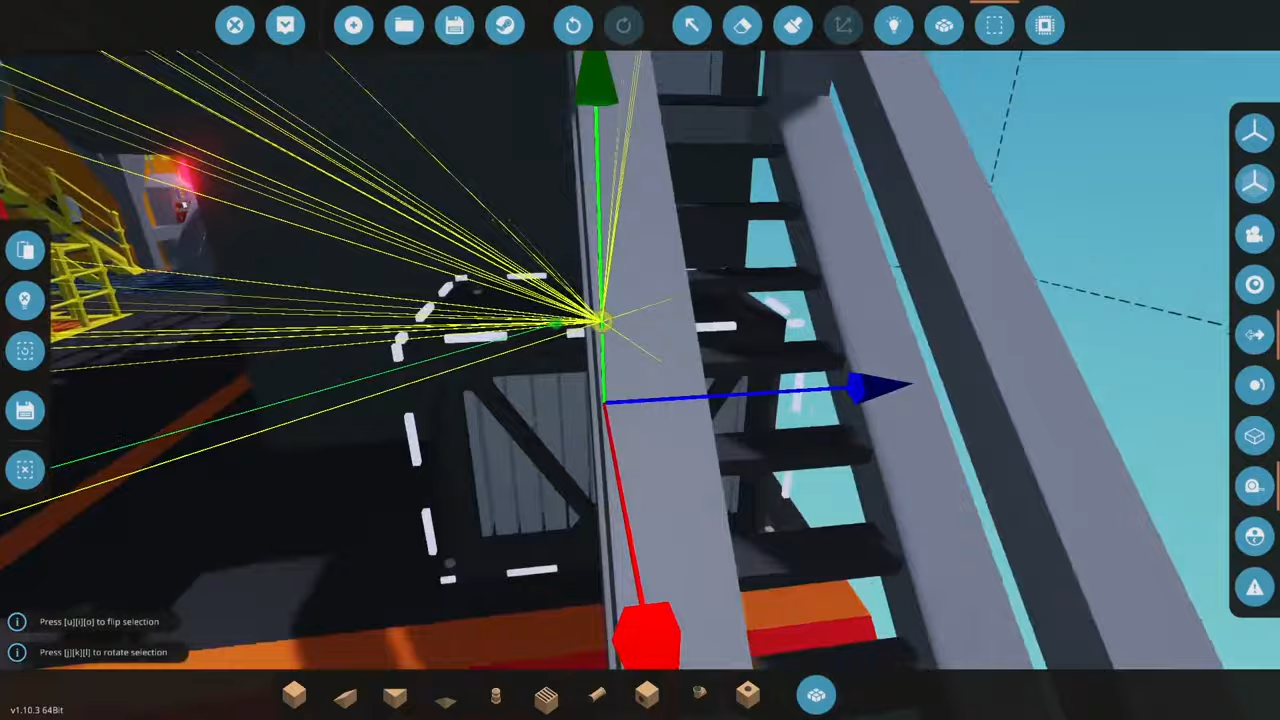 Press [u][i][o] to flip selection
Press [j][k][l] to rotate selection
v1.10.3 64Bit